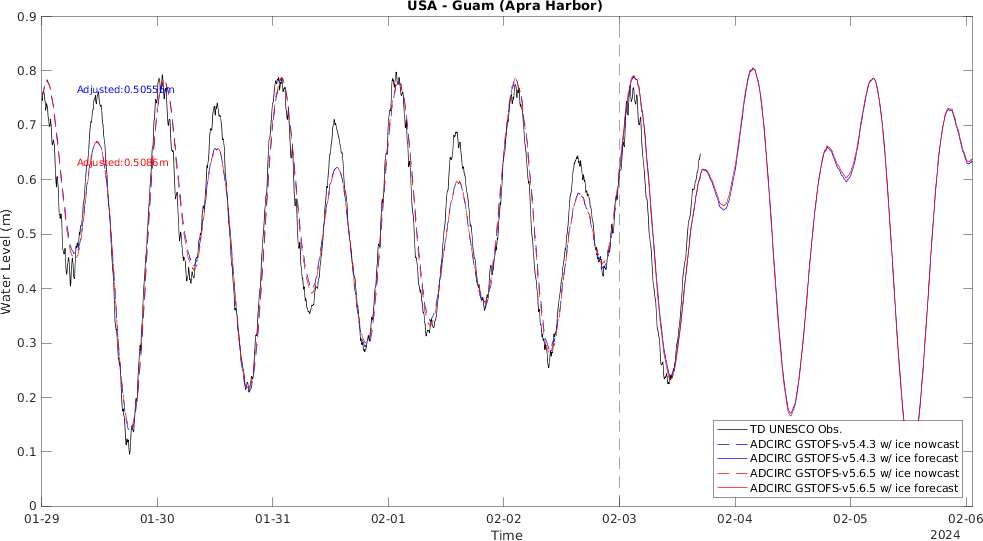 USA - Guam (Apra Harbor)
0.9
0.8
0.7
0.6
0.5
0.4
0.3
0.2
0.1
0
Water Level (m)
Adjusted:0.50555m
Adjusted:0.5086m
TD UNESCO Obs.
ADCIRC GSTOFS-v5.4.3 w/ ice nowcast
ADCIRC GSTOFS-v5.4.3 w/ ice forecast
ADCIRC GSTOFS-v5.6.5 w/ ice nowcast
ADCIRC GSTOFS-v5.6.5 w/ ice forecast
01-29 01-30 01-31 02-01 02-02 02-03 02-04 02-05 02-06
Time
2024